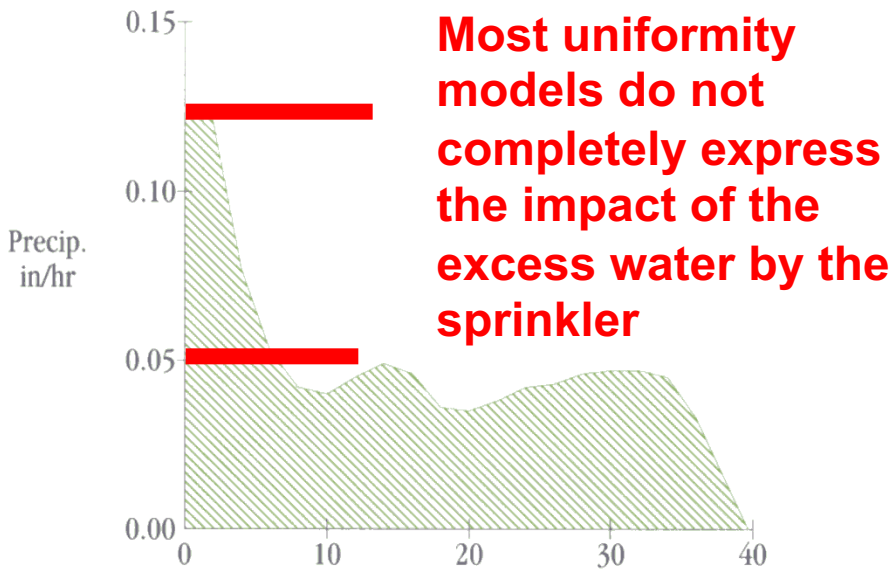 0.15
Most uniformity
models do not
completely express
the impact of the
excess water by the
sprinkler
0.10
Precip.
in/hr
0.05
0.00
0 10 20 30 40